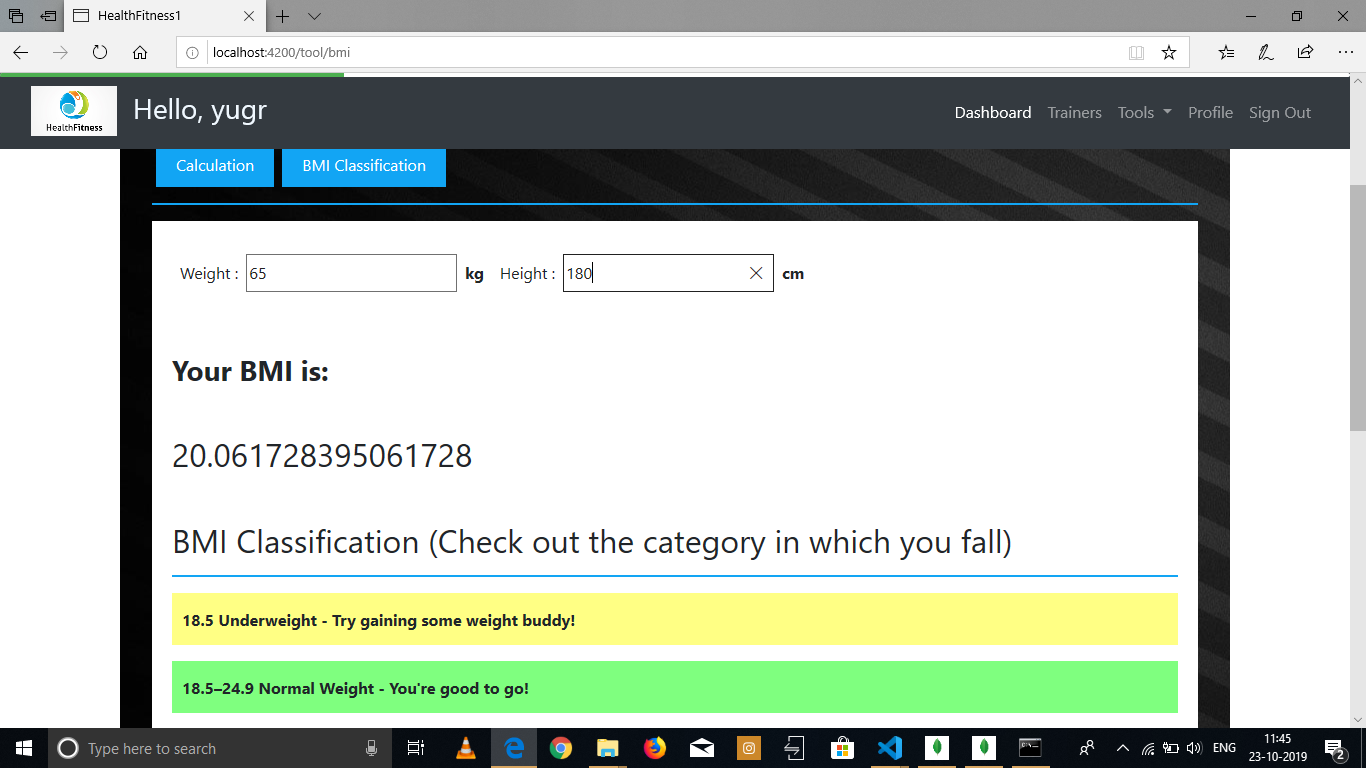 HealthFitness1
localhost:4200/tool/bmi
HealthFitness
Hello, yugr
Dashboard Trainers Tools Profile Sign Out
Calculation BMI Classification
Weight : 65 kg Height : 180 cm
Your BMI is:
20.061728395061728
BMI Classification (Check out the category in which you fall)
18.5 Underweight - Try gaining some weight buddy!
18.5–24.9 Normal Weight - You're good to go!
Type here to search
ENG
11:45
23-10-2019
2